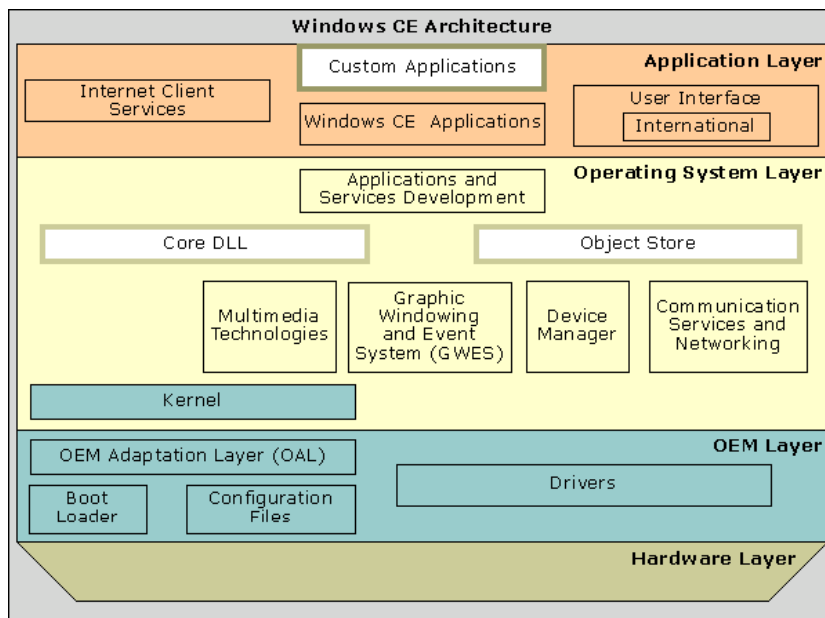 Windows CE Architecture
Custom Applications
Application Layer
Internet Client
Services
Windows CE Applications
User Interface
International
Operating System Layer
Applications and
Services Development
Core DLL
Object Store
Multimedia
Technologies
Graphic
Windowing
and Event
System (GWES)
Device
Manager
Communication
Services and
Networking
Kernel
OEM Layer
OEM Adaptation Layer (OAL)
Drivers
Boot
Loader
Configuration
Files
Hardware Layer